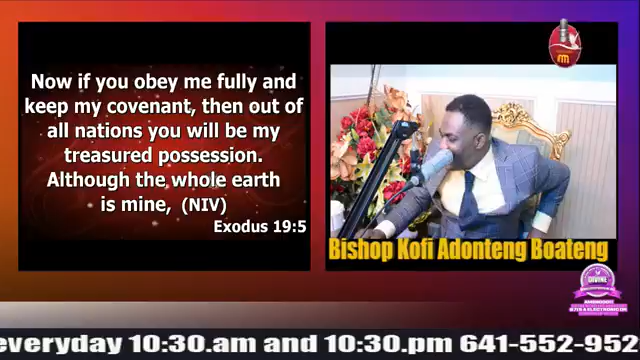 Now if you obey me fully and
keep my covenant, then out of
all nations you will be my
treasured possession.
Although the whole earth
is mine, (NIV)
Exodus 19:5
rm
Bishop Kofi Adonteng Boateng
DIVINE
everyday 10:30.am and 10:30.pm 641-552-952